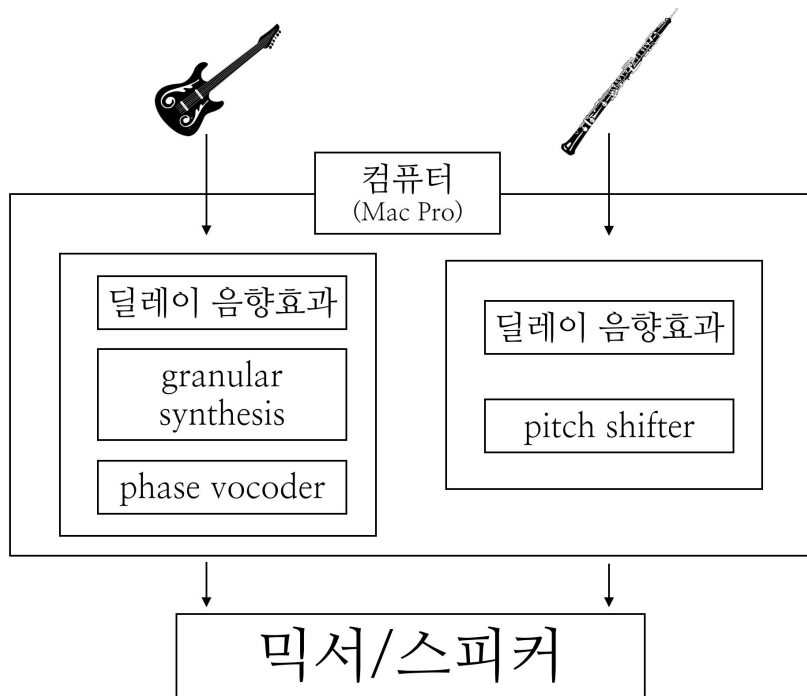 컴퓨터
(Mac Pro)
딜레이 음향효과
granular
synthesis
phase vocoder
딜레이 음향효과
pitch shifter
믹서/스피커